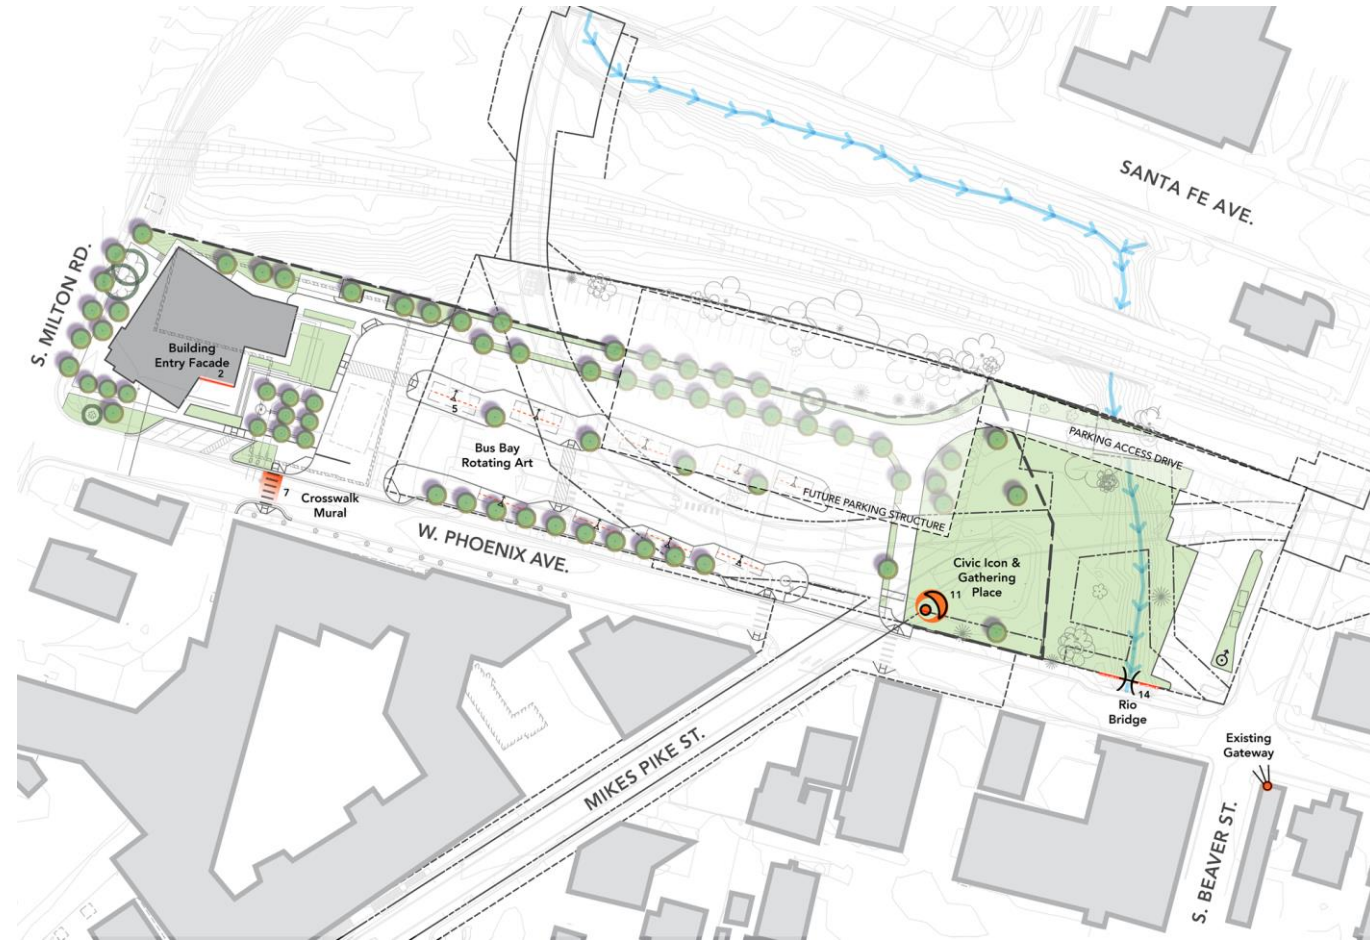 SANTA FE AVE.
S. MILTON RD.
Building
Entry Facade
2
5
Bus Bay
Rotating Art
PARKING ACCESS DRIVE
FUTURE PARKING STRUCTURE
7
Crosswalk
Mural
W. PHOENIX AVE.
Civic Icon &
Gathering
Place
11
14
Rio
Bridge
MIKES PIKE ST.
Existing
Gateway
S. BEAVER ST.